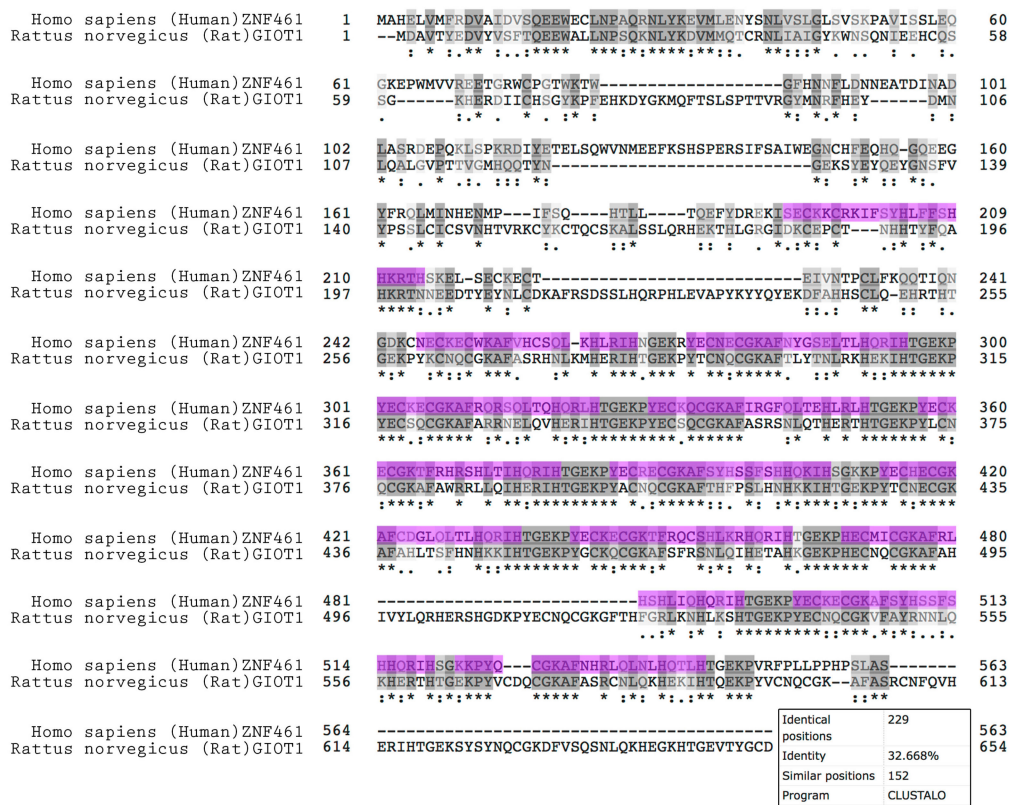 Homo sapiens (Human)ZNF461 1 MAHELVMFRDVAIDVSQEEWECLNPAQRNLYKEVMLENYSNLVSLGLSVSKPAVISSLEQ 60
Rattus norvegicus (Rat)GIOT1 1 --MDAVTYEDVYVSFTQEEWALLNPSQKNLYKDVMMQTCRNLIAIGYKWNSQNIEEHCQS 58
: * :.** :..:**** ***:*:****:**::. **:::* . .. : . :.
Homo sapiens (Human)ZNF461 61 GKEPWMVVREETGRWCPGTWKTW-------------------GFHNNFLDNNEATDINAD 101
Rattus norvegicus (Rat)GIOT1 59 SG------KHERDIICHSGYKPFEHKDYGKMQFTSLSPTTVRGYMNRFHEY------DMN 106
. :.* . * . :*.: *: *.* : : :
Homo sapiens (Human)ZNF461 102 LASRDEPQKLSPKRDIYETELSQWVNMEEFKSHSPERSIFSAIWEGNCHFEQHQ-GQEEG 160
Rattus norvegicus (Rat)GIOT1 107 LQALGVPTTVGMHQQTYN---------------------------GEKSYEYQEYGNSFV 139
* : . * .:. ::: *: *: :* :: *:.
Homo sapiens (Human)ZNF461 161 YFRQLMINHENMP---IFSQ---HTLL---TQEFYDREKISECKKCRKIFSYHLFFSH 209
Rattus norvegicus (Rat)GIOT1 140 YPSSLCICSVNHTVRKCYKCTQCSKALSSLQRHEKTHLGRGIDKCEPCT---NHHTYFQA 196
* .* * * . :. .* . :* : * .:.** * .** :*.
Homo sapiens (Human)ZNF461 210 HKRTHSKEL-SECKECT----------------------------EIVNTPCLFKQQTIQN 241
Rattus norvegicus (Rat)GIOT1 197 HKRTNNEEDTYEYNLCDKAFRSDSSLHQRPHLEVAPYKYYQYEKDFAHHSCLQ-EHRTHT 255
****:.:* * : * : : :.**: :: *:.
Homo sapiens (Human)ZNF461 242 GDKCNECKECWKAFVHCSQL-KHLRIHNGEKRYECNECGKAFNYGSELTLHQRIHTGEKP 300
Rattus norvegicus (Rat)GIOT1 256 GEKPYKCNQCGKAFASRHNLKMHERIHTGEKPYTCNQCGKAFTLYTNLRKHEKIHTGEKP 315
*:* :*::* ***. :* * ***.*** * **:*****. ::* *::*******
Homo sapiens (Human)ZNF461 301 YECKECGKAFRQRSQLTQHQRLHTGEKPYECKQCGKAFIRGFQLTEHLRLHTGEKPYECK 360
Rattus norvegicus (Rat)GIOT1 316 YECSQCGKAFARRNELQVHERIHTGEKPYECSQCGKAFASRSNLQTHERTHTGEKPYLCN 375
***.:***** :*.:* *:*:*********.****** :* * * ******* *:
Homo sapiens (Human)ZNF461 361 ECGKTFRHRSHLTIHQRIHTGEKPYECRECGKAFSYHSSFSHHQKIHSGKKPYECHECGK 420
Rattus norvegicus (Rat)GIOT1 376 QCGKAFAWRRLLQIHERIHTGEKPYACNQCGKAFTHFPSLHNHKKIHTGEKPYTCNECGK 435
:***:* * * **:********* *.:*****:: *: :*:***:*:*** *:****
Homo sapiens (Human)ZNF461 421 AFCDGLQLTLHQRIHTGEKPYECKECGKTFRQCSHLKRHQRIHTGEKPHECMICGKAFRL 480
Rattus norvegicus (Rat)GIOT1 436 AFAHLTSFHNHKKIHTGEKPYGCKQCGKAFSFRSNLQIHETAHKGEKPHECNQCGKAFAH 495
**.. .: *::******** **:***:* *:*: *: *.******* *****
Homo sapiens (Human)ZNF461 481 ---------------------------HSHLIQHQRIHTGEKPYECKECGKAFSYHSSFS 513
Rattus norvegicus (Rat)GIOT1 496 IVYLQRHERSHGDKPYECNQCGKGFTHFGRLKNHLKSHTGEKPYECNQCGKVFAYRNNLQ 555
..:* :* : *********::***.*:*:..:.
Homo sapiens (Human)ZNF461 514 HHQRIHSGKKPYQ---CGKAFNHRLQLNLHQTLHTGEKPVRFPLLPPHPSLAS------- 563
Rattus norvegicus (Rat)GIOT1 556 KHERTHTGEKPYVCDQCGKAFASRCNLQKHEKIHTQEKPYVCNQCGK--AFASRCNFQVH 613
:*:* *:*:*** ***** * :*: *:.:** *** ::**
Homo sapiens (Human)ZNF461 564 ----------------------------------------- 563
Rattus norvegicus (Rat)GIOT1 614 ERIHTGEKSYSYNQCGKDFVQSQSNLQKHEGKHTGEVTYGCD 654
Identical positions 229
Identity 32.668%
Similar positions 152
Program CLUSTALO